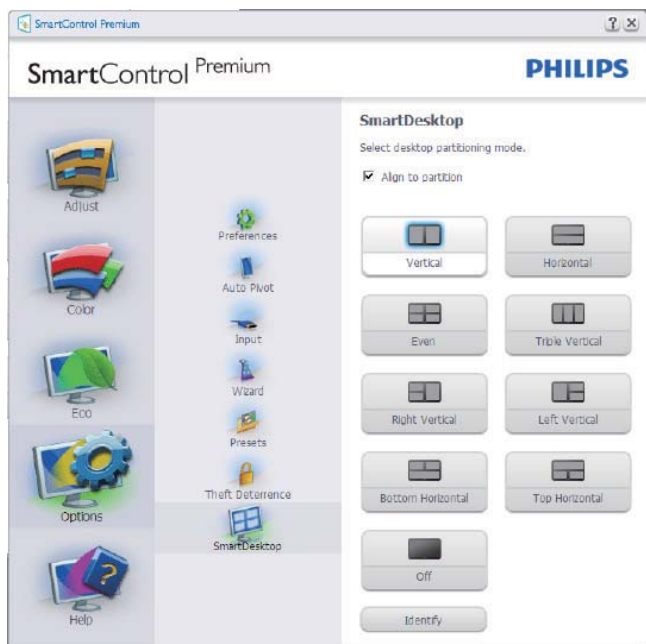 SmartControl Premium
SmartControl Premium
PHILIPS
Adjust
Color
Eco
Options
Help
Preferences
Auto Pivot
Input
Wizard
Presets
Theft Deterrence
SmartDesktop
SmartDesktop
Select desktop partitioning mode.
Align to partition
Vertical
Horizontal
Even
Triple Vertical
Right Vertical
Left Vertical
Bottom Horizontal
Top Horizontal
Off
Identify